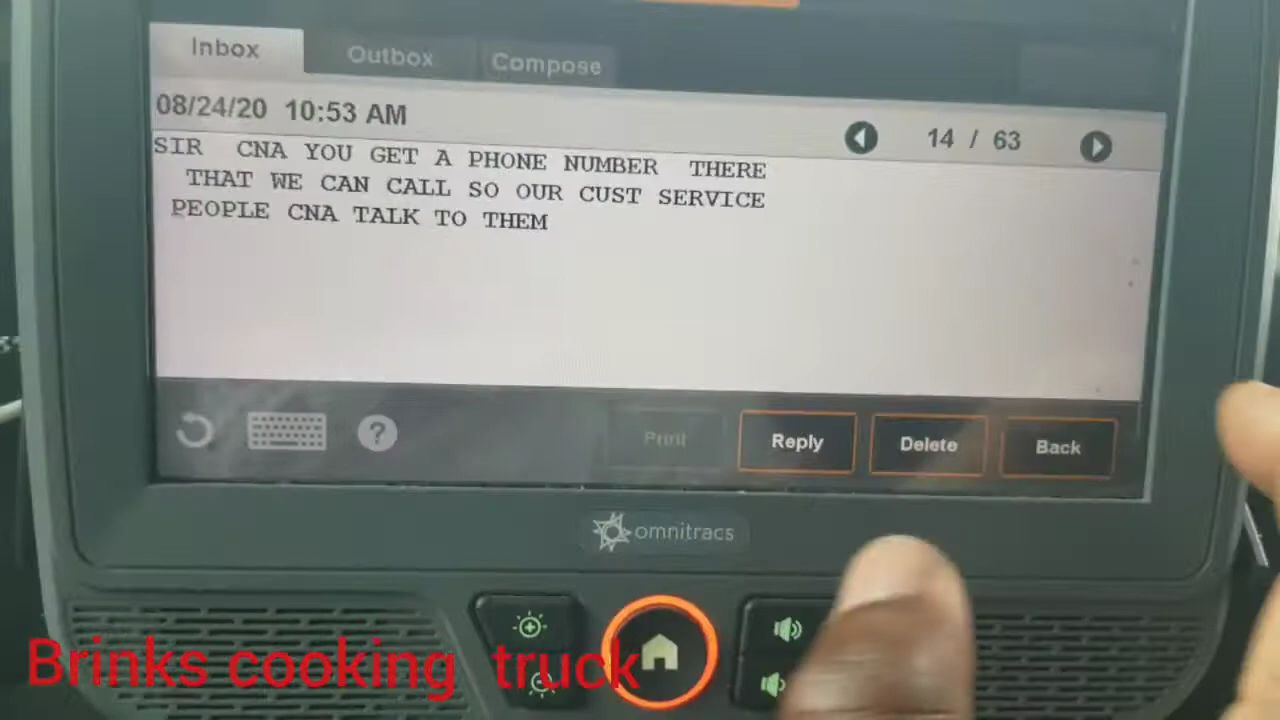 Inbox Outbox Compose
08/24/20 10:53 AM
14 / 63
SIR CNA YOU GET A PHONE NUMBER THERE
THAT WE CAN CALL SO OUR CUST SERVICE
PEOPLE CNA TALK TO THEM
? Print Reply Delete Back
omnitracs
Brinks cooking truck